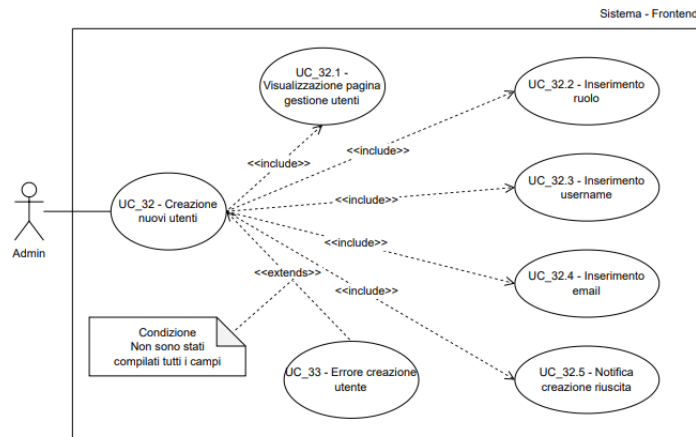 Sistema - Frontend
UC_32.1 -
Visualizzazione pagina
gestione utenti
UC_32.2 - Inserimento
ruolo
<<include>>
<<include>>
UC_32 - Creazione
nuovi utenti
UC_32.3 - Inserimento
username
<<include>>
Admin
<<include>>
UC_32.4 - Inserimento
email
<<extends>>
<<include>>
Condizione
Non sono stati
compilati tutti i campi
UC_33 - Errore creazione
utente
UC_32.5 - Notifica
creazione riuscita